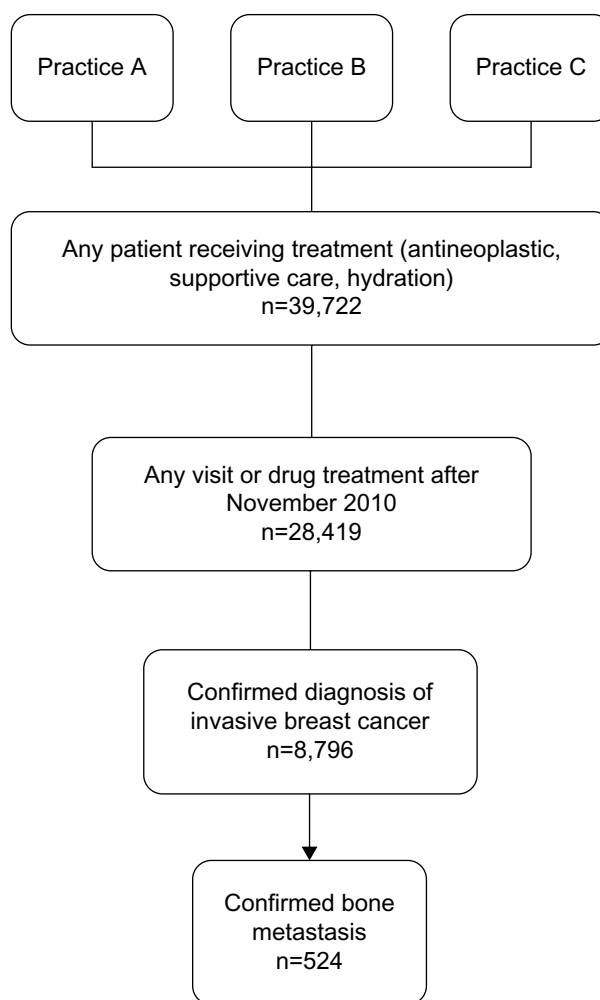 Practice A
Practice B
Practice C
Any patient receiving treatment (antineoplastic,
supportive care, hydration)
n=39,722
Any visit or drug treatment after
November 2010
n=28,419
Confirmed diagnosis of
invasive breast cancer
n=8,796
Confirmed bone
metastasis
n=524